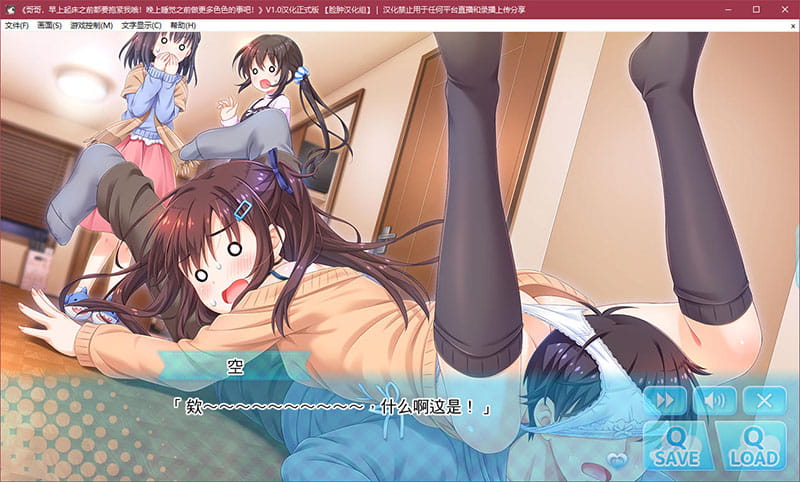 《哥哥，早上起床之前都要抱紧我哦！晚上睡觉之前做更多色色的事吧！》V1.0汉化正式版 【脸肿汉化组】| 汉化禁止用于任何平台直播和录播上传分享
文件(F) 画面(S) 游戏控制(M) 文字显示(C) 帮助(H)
空
「 欸～～～～～～～～～～～，什么啊这是！ 」
Q SAVE
Q LOAD